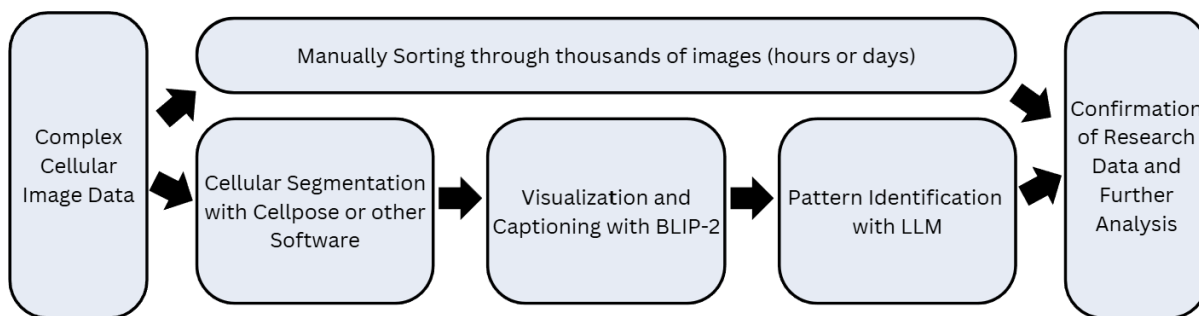 Complex
Cellular
Image Data
Manually Sorting through thousands of images (hours or days)
Cellular Segmentation
with Cellpose or other
Software
Visualization and
Captioning with BLIP-2
Pattern Identification
with LLM
Confirmation
of Research
Data and
Further
Analysis